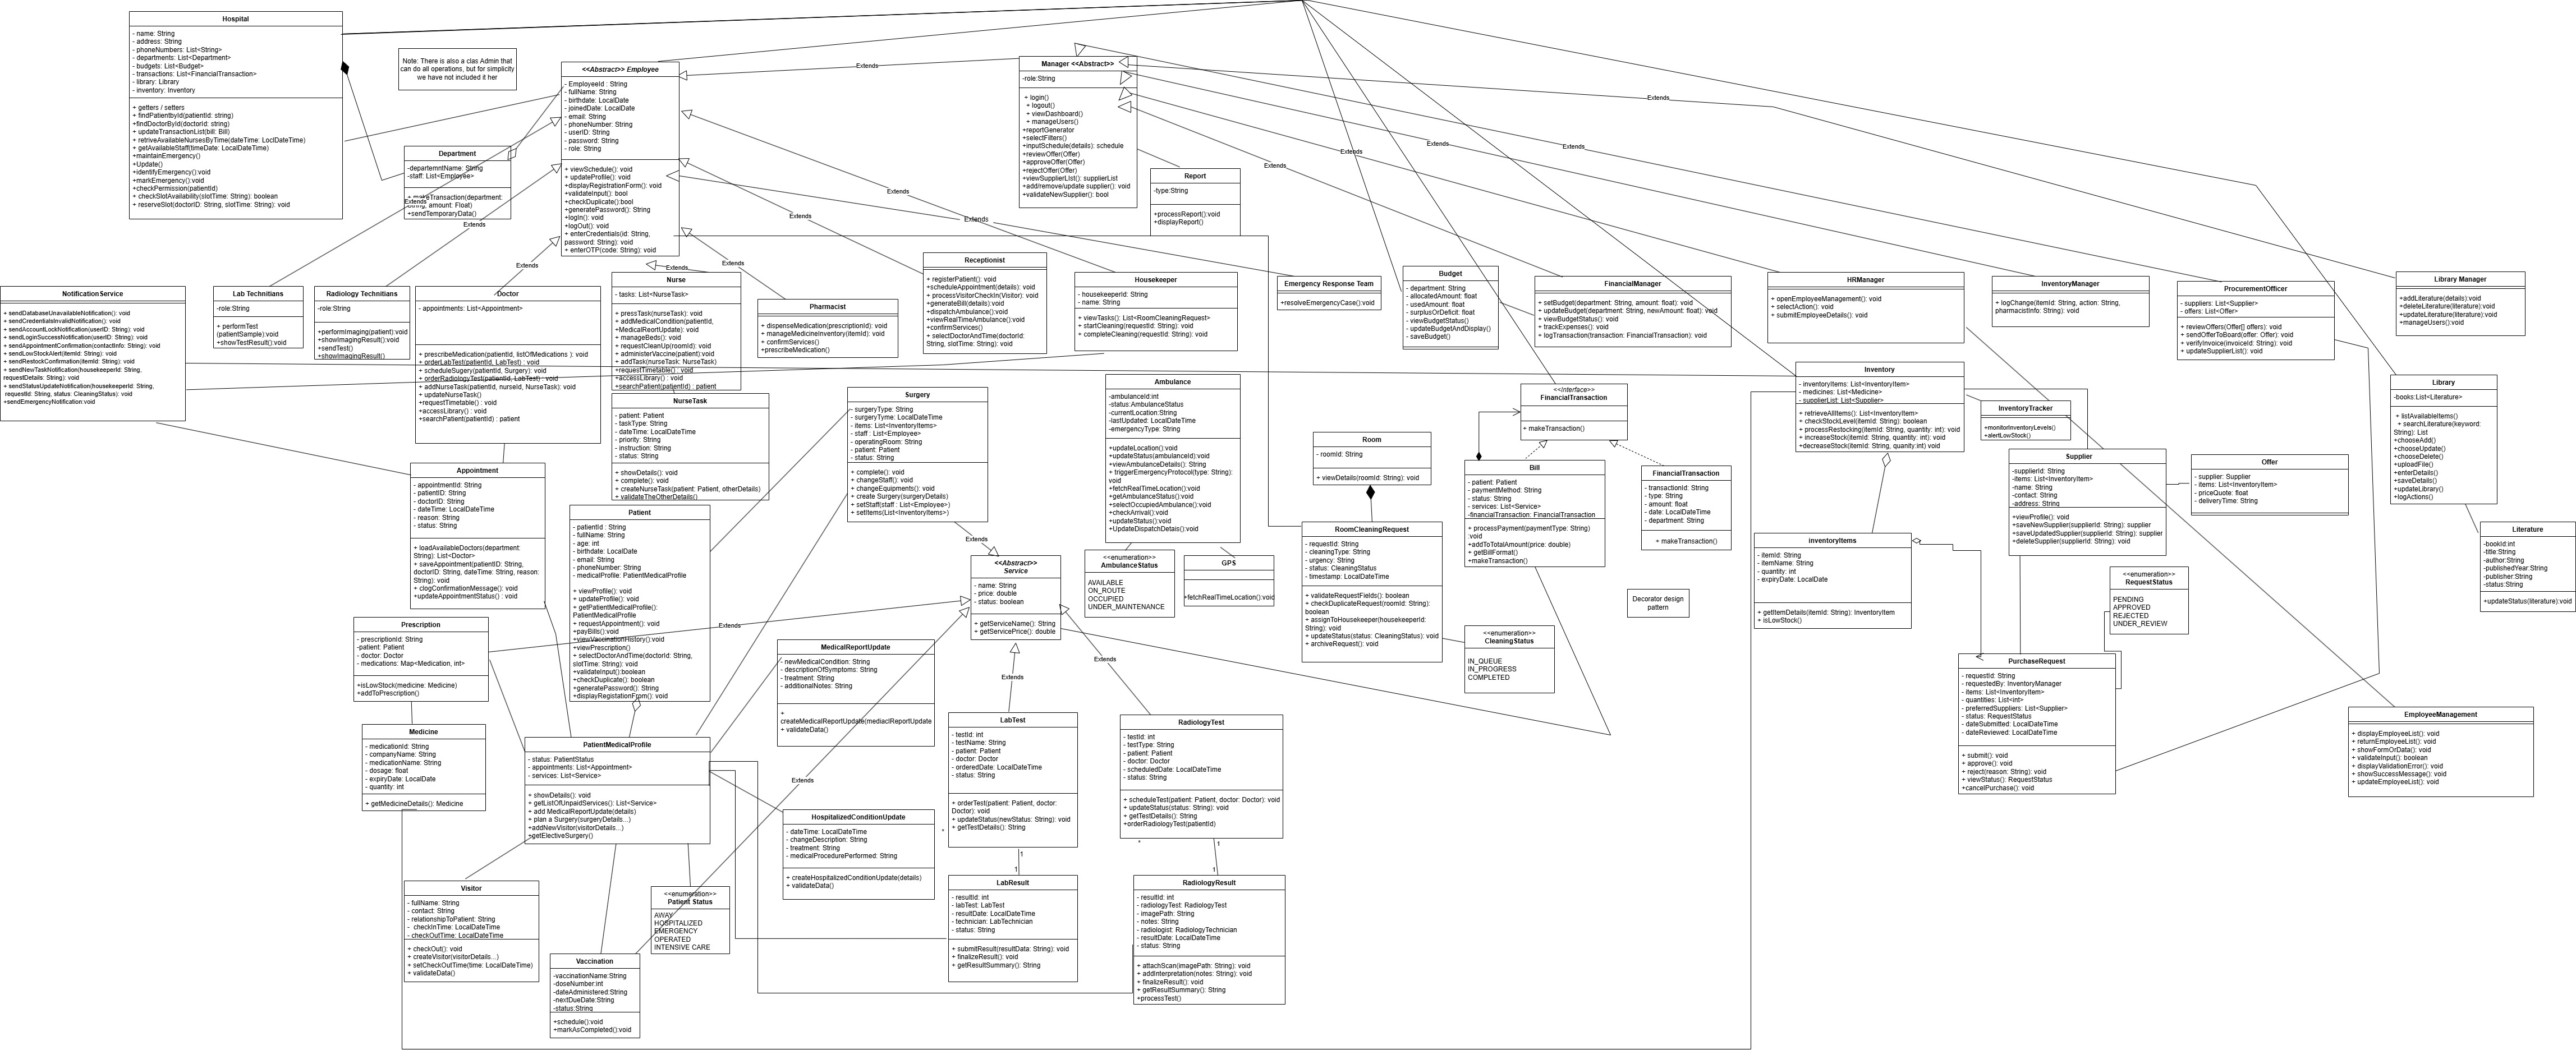 Hospital
- name: String
- address: String
- phoneNumbers: List<String>
- departments: List<Department>
- budgets: List<Budget>
- transactions: List<FinancialTransaction>
- library: Library
- inventory: Inventory
+ getters / setters
+ findPatientbyId(patientId: string)
+findDoctorById(doctorId: string)
+ updateTransactionList(bill: Bill)
+ retriveAvailableNursesByTime(dateTime: LoclDateTime)
+ getAvailableStaff(timeDate: LocalDateTime)
+maintainEmergency()
+Update()
+identifyEmergency():void
+markEmergency():void
+checkPermission(patientId)
+ checkSlotAvailability(slotTime: String): boolean
+ reserveSlot(doctorID: String, slotTime: String): void
Note: There is also a clas Admin that
can do all operations, but for simplicity
we have not included it her
Department
-departemntName: String
-staff: List<Employee>
+ makeTransaction(department:
String, amount: Float)
+sendTemporaryData()
Extends
<<Abstract>> Employee
- EmployeeId : String
- fullName: String
- birthdate: LocalDate
- joinedDate: LocalDate
- email: String
- phoneNumber: String
- userID: String
- password: String
- role: String
+ viewSchedule(): void
+ updateProfile(): void
+displayRegistrationForm(): void
+validateInput(): bool
+checkDuplicate():bool
+generatePassword(): String
+logIn(): void
+logOut(): void
+ enterCredentials(id: String,
password: String): void
+ enterOTP(code: String): void
Extends
Extends
Extends
Extends
Extends
Extends
Extends
Extends
Manager <<Abstract>>
-role:String
+ login()
+ logout()
+ viewDashboard()
+ manageUsers()
+reportGenerator
+selectFilters()
+inputSchedule(details): schedule
+reviewOffer(Offer)
+approveOffer(Offer)
+rejectOffer(Offer)
+viewSupplierLIst(): supplierList
+add/remove/update supplier(): void
+validateNewSupplier(): bool
Report
-type:String
+processReport():void
+displayReport()
Extends
Extends
Extends
Extends
Extends
NotificationService
+ sendDatabaseUnavailableNotification(): void
+ sendCredentialsInvalidNotification(): void
+ sendAccountLockNotification(userID: String): void
+ sendLoginSuccessNotification(userID: String): void
+ sendAppointmentConfirmation(contactInfo: String): void
+ sendLowStockAlert(itemId: String): void
+ sendRestockConfirmation(itemId: String): void
+ sendNewTaskNotification(housekeeperId: String,
requestDetails: String): void
+ sendStatusUpdateNotification(housekeeperId: String,
requestId: String, status: CleaningStatus): void
+sendEmergencyNotification:void
Lab Technitians
-role:String
+ performTest
(patientSample):void
+showTestResult():void
Radiology Technitians
-role: String
+performImaging(patient):void
+showImagingResult():void
+sendTest()
+showImagingResult()
Doctor
- appointments: List<Appointment>
+ prescribeMedication(patientId, listOfMedications ): void
+ orderLabTest(patientId, LabTest) : void
+ scheduleSugery(patientId, Surgery): void
+ orderRadiologyTest(patientId, LabTest) : void
+ addNurseTask(patientId, nurseId, NurseTask): void
+ updateNurseTask()
+requestTimetable() : void
+accessLibrary() : void
+searchPatient(patientId) : patient
Nurse
- tasks: List<NurseTask>
+ pressTask(nurseTask): void
+ addMedicalCondition(patientId,
+MedicalReortUpdate): void
+ manageBeds(): void
+ requestCleanUp(roomId): void
+ administerVaccine(patient):void
+ addTask(nurseTask: NurseTask)
+requestTimetable() : void
+accessLibrary() : void
+searchPatient(patientId) : patient
Pharmacist
+ dispenseMedication(prescriptionId): void
+ manageMedicineInventory(itemId): void
+ confirmServices()
+prescribeMedication()
Receptionist
+ registerPatient(): void
+scheduleAppointment(details): void
+ processVisitorCheckIn(Visitor): void
+generateBill(details):void
+dispatchAmbulance():void
+viewRealTimeAmbulance():void
+confirmServices()
+ selectDoctorAndTime(doctorId:
String, slotTime: String): void
Housekeeper
- housekeeperId: String
- name: String
+ viewTasks(): List<RoomCleaningRequest>
+ startCleaning(requestId: String): void
+ completeCleaning(requestId: String): void
Emergency Response Team
+resolveEmergencyCase():void
Budget
- department: String
- allocatedAmount: float
- usedAmount: float
- surplusOrDeficit: float
- viewBudgetStatus()
- updateBudgetAndDisplay()
- saveBudget()
FinancialManager
+ setBudget(department: String, amount: float): void
+ updateBudget(department: String, newAmount: float): void
+ viewBudgetStatus(): void
+ trackExpenses(): void
+ logTransaction(transaction: FinancialTransaction): void
HRManager
+ openEmployeeManagement(): void
+ selectAction(): void
+ submitEmployeeDetails(): void
InventoryManager
+ logChange(itemId: String, action: String,
pharmacistInfo: String): void
ProcurementOfficer
- suppliers: List<Supplier>
- offers: List<Offer>
+ reviewOffers(Offer[] offers): void
+ sendOfferToBoard(offer: Offer): void
+ verifyInvoice(invoiceId: String): void
+ updateSupplierList(): void
Library Manager
+addLiterature(details):void
+deleteLiterature(literature):void
+updateLiterature(literature):void
+manageUsers():void
NurseTask
- patient: Patient
- taskType: String
- dateTime: LocalDateTime
- priority: String
- instruction: String
- status: String
+ showDetails(): void
+ complete(): void
+ createNurseTask(patient: Patient, otherDetails)
+ validateTheOtherDetails()
Surgery
- surgeryType: String
- surgeryTyme: LocalDateTime
- items: List<InventoryItems>
- staff : List<Employee>
- operatingRoom: String
- patient: Patient
- status: String
+ complete(): void
+ changeStaff(): void
+ changeEquipments(): void
+ create Surgery(surgeryDetails)
+ setStaff(staff : List<Employee>)
+ setItems(List<InventoryItems>)
Ambulance
-ambulanceId:int
-status:AmbulanceStatus
-currentLocation:String
-lastUpdated: LocalDateTime
-emergencyType: String
+updateLocation():void
+updateStatus(ambulanceId):void
+viewAmbulanceDetails(): String
+ triggerEmergencyProtocol(type: String):
void
+fetchRealTimeLocation():void
+getAmbulanceStatus():void
+selectOccupiedAmbulance():void
+checkArrival():void
+updateStatus():void
+UpdateDispatchDetais():void
<<enumeration>>
AmbulanceStatus
AVAILABLE
ON_ROUTE
OCCUPIED
UNDER_MAINTENANCE
GPS
+fetchRealTimeLocation():void
Room
- roomId: String
+ viewDetails(roomId: String): void
<<Interface>>
FinancialTransaction
+ makeTransaction()
Bill
- patient: Patient
- paymentMethod: String
- status: String
- services: List<Service>
-financialTransaction: FinancialTransaction
+ processPayment(paymentType: String)
:void
+addToTotalAmount(price: double)
+ getBillFormat()
+makeTransaction()
FinancialTransaction
- transactionId: String
- type: String
- amount: float
- date: LocalDateTime
- department: String
+ makeTransaction()
Decorator design
pattern
Inventory
- inventoryItems: List<InventoryItem>
- medicines: List<Medicine>
- supplierList: List<Supplier>
+ retrieveAllItems(): List<InventoryItem>
+ checkStockLevel(itemId: String): boolean
+ processRestocking(itemId: String, quantity: int): void
+ increaseStock(itemId: String, quantity: int): void
+decreaseStock(itemId: String, quanity:int) void
InventoryTracker
+monitorInventoryLevels()
+alertLowStock()
Supplier
-supplierId: String
-items: List<InventoryItem>
-name: String
-contact: String
-address: String
+viewProfile(): void
+saveNewSupplier(supplierId: String): supplier
+saveUpdatedSupplier(supplierId: String): supplier
+deleteSupplier(supplierId: String): void
Offer
- supplier: Supplier
- items: List<InventoryItem>
- priceQuote: float
- deliveryTime: String
Library
-books:List<Literature>
+ listAvailableItems()
+ searchLiterature(keyword:
String): List
+chooseAdd()
+chooseUpdate()
+chooseDelete()
+uploadFile()
+enterDetails()
+saveDetails()
+updateLibrary()
+logActions()
Literature
-bookId:int
-title:String
-author:String
-publishedYear:String
-publisher:String
-status:String
+updateStatus(literature):void
Appointment
- appointmentId: String
- patientID: String
- doctorID: String
- dateTime: LocalDateTime
- reason: String
- status: String
+ loadAvailableDoctors(department:
String): List<Doctor>
+ saveAppointment(patientID: String,
doctorID: String, dateTime: String, reason:
String): void
+ clogConfirmationMessage(): void
+updateAppointmentStatus() : void
Patient
- patientId : String
- fullName: String
- age: int
- birthdate: LocalDate
- email: String
- phoneNumber: String
- medicalProfile: PatientMedicalProfile
+ viewProfile(): void
+ updateProfile(): void
+ getPatientMedicalProfile():
PatientMedicalProfile
+ requestAppointment(): void
+payBills():void
+viewVaccinationHistory():void
+viewPrescription()
+ selectDoctorAndTime(doctorId: String,
slotTime: String): void
+validateInput():boolean
+checkDuplicate(): boolean
+generatePassword(): String
+displayRegistationFrom(): void
Extends
<<Abstract>>
Service
- name: String
- price: double
- status: boolean
+ getServiceName(): String
+ getServicePrice(): double
Extends
Extends
Extends
Extends
RoomCleaningRequest
- requestId: String
- cleaningType: String
- urgency: String
- status: CleaningStatus
- timestamp: LocalDateTime
+ validateRequestFields(): boolean
+ checkDuplicateRequest(roomId: String):
boolean
+ assignToHousekeeper(housekeeperId:
String): void
+ updateStatus(status: CleaningStatus): void
+ archiveRequest(): void
<<enumeration>>
CleaningStatus
IN_QUEUE
IN_PROGRESS
COMPLETED
inventoryItems
- itemId: String
- itemName: String
- quantity: int
- expiryDate: LocalDate
+ getItemDetails(itemId: String): InventoryItem
+ isLowStock()
<<enumeration>>
RequestStatus
PENDING
APPROVED
REJECTED
UNDER_REVIEW
PurchaseRequest
- requestId: String
- requestedBy: InventoryManager
- items: List<InventoryItem>
- quantities: List<int>
- preferredSuppliers: List<Supplier>
- status: RequestStatus
- dateSubmitted: LocalDateTime
- dateReviewed: LocalDateTime
+ submit(): void
+ approve(): void
+ reject(reason: String): void
+ viewStatus(): RequestStatus
+cancelPurchase(): void
EmployeeManagement
+ displayEmployeeList(): void
+ returnEmployeeList(): void
+ showFormOrData(): void
+ validateInput(): boolean
+ displayValidationError(): void
+ showSuccessMessage(): void
+ updateEmployeeList(): void
Prescription
- prescriptionId: String
-patient: Patient
- doctor: Doctor
- medications: Map<Medication, int>
+isLowStock(medicine: Medicine)
+addToPrescription()
Medicine
- medicationId: String
- companyName: String
- medicationName: String
- dosage: float
- expiryDate: LocalDate
- quantity: int
+ getMedicineDetails(): Medicine
PatientMedicalProfile
- status: PatientStatus
- appointments: List<Appointment>
- services: List<Service>
+ showDetails(): void
+ getListOfUnpaidServices(): List<Service>
+ add MedicalReportUpdate(details)
+ plan a Surgery(surgeryDetails...)
+addNewVisitor(visitorDetails...)
+getElectiveSurgery()
MedicalReportUpdate
- newMedicalCondition: String
- descriptionOfSymptoms: String
- treatment: String
- additionalNotes: String
+
createMedicalReportUpdate(mediaclReportUpdate
+ validateData()
HospitalizedConditionUpdate
- dateTime: LocalDateTime
- changeDescription: String
- treatment: String
- medicalProcedurePerformed: String
+ createHospitalizedConditionUpdate(details)
+ validateData()
LabTest
- testId: int
- testName: String
- patient: Patient
- doctor: Doctor
- orderedDate: LocalDateTime
- status: String
+ orderTest(patient: Patient, doctor:
Doctor): void
+ updateStatus(newStatus: String): void
+ getTestDetails(): String
*
1
1
RadiologyTest
- testId: int
- testType: String
- patient: Patient
- doctor: Doctor
- scheduledDate: LocalDateTime
- status: String
+ scheduleTest(patient: Patient, doctor: Doctor): void
+ updateStatus(status: String): void
+ getTestDetails(): String
+orderRadiologyTest(patientId)
*
1
1
LabResult
- resultId: int
- labTest: LabTest
- resultDate: LocalDateTime
- technician: LabTechnician
- status: String
+ submitResult(resultData: String): void
+ finalizeResult(): void
+ getResultSummary(): String
RadiologyResult
- resultId: int
- radiologyTest: RadiologyTest
- imagePath: String
- notes: String
- radiologist: RadiologyTechnician
- resultDate: LocalDateTime
- status: String
+ attachScan(imagePath: String): void
+ addInterpretation(notes: String): void
+ finalizeResult(): void
+ getResultSummary(): String
+processTest()
Visitor
- fullName: String
- contact: String
- relationshipToPatient: String
- checkInTime: LocalDateTime
- checkOutTime: LocalDateTime
+ checkOut(): void
+ createVisitor(visitorDetails...)
+ setCheckOutTime(time: LocalDateTime)
+ validateData()
<<enumeration>>
Patient Status
AWAY
HOSPITALIZED
EMERGENCY
OPERATED
INTENSIVE CARE
Vaccination
-vaccinationName:String
-doseNumber:int
-dateAdministered:String
-nextDueDate:String
-status:String
+schedule():void
+markAsCompleted():void